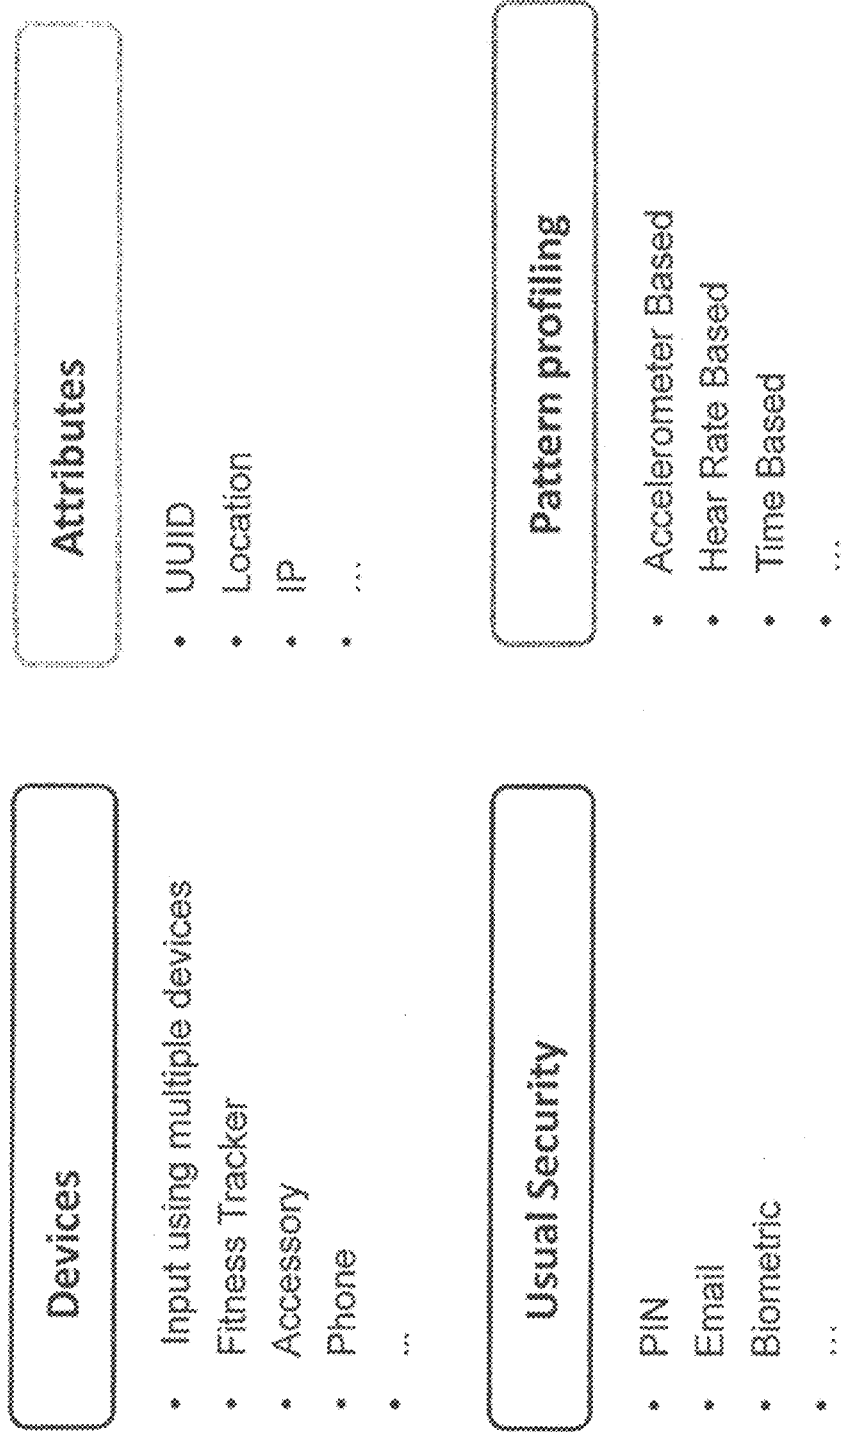 Devices
• Input using multiple devices
• Fitness Tracker
• Accessory
• Phone
• ...
Attributes
• UUID
• Location
• IP
• ...
Usual Security
• PIN
• Email
• Biometric
• ...
Pattern profiling
• Accelerometer Based
• Hear Rate Based
• Time Based
• ...